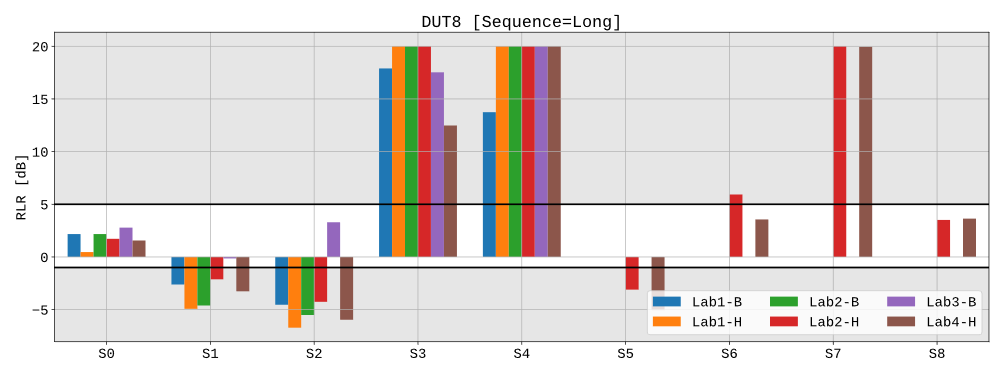 DUT8 [Sequence=Long]
RLR [dB]
20
15
10
5
0
−5
S0 S1 S2 S3 S4 S5 S6 S7 S8
Lab1-B Lab2-B Lab3-B
Lab1-H Lab2-H Lab4-H